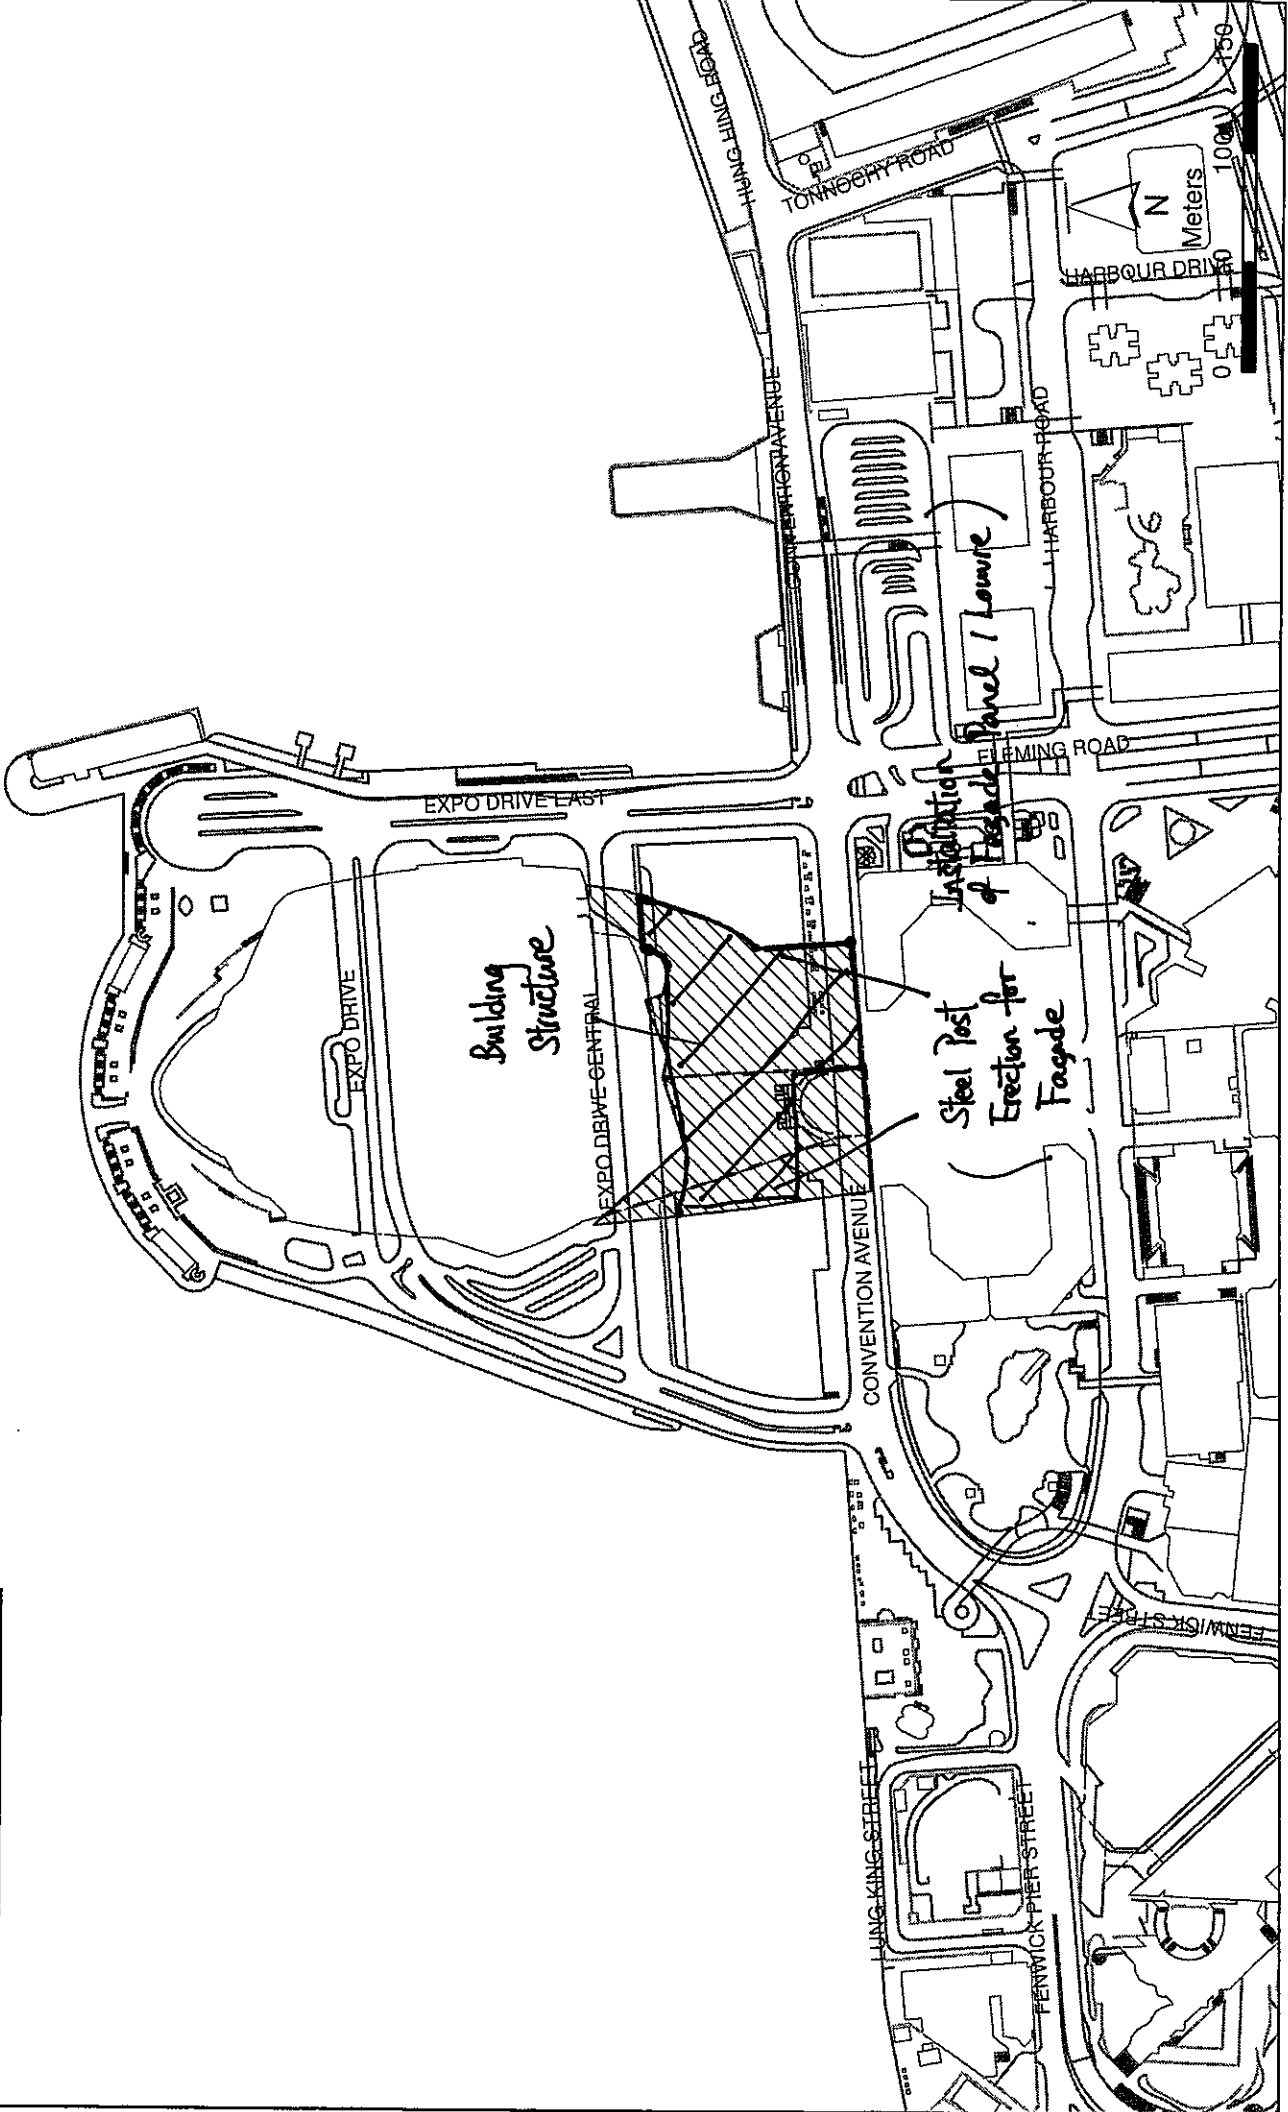 HUNG HING ROAD
TONNOCHY ROAD
CONVENTION AVENUE
HARBOUR DRIVE
HARBOUR ROAD
FLEMING ROAD
EXPO DRIVE EAST
EXPO DRIVE
EXPO DRIVE CENTRAL
CONVENTION AVENUE
Building
Structure
Installation
of Façade Panel / Louvre
Steel Post
Erection for
Façade
LUNG KING STREET
FENWICK PIER STREET
FENWICK STREET
N
Meters
0
50
100
150